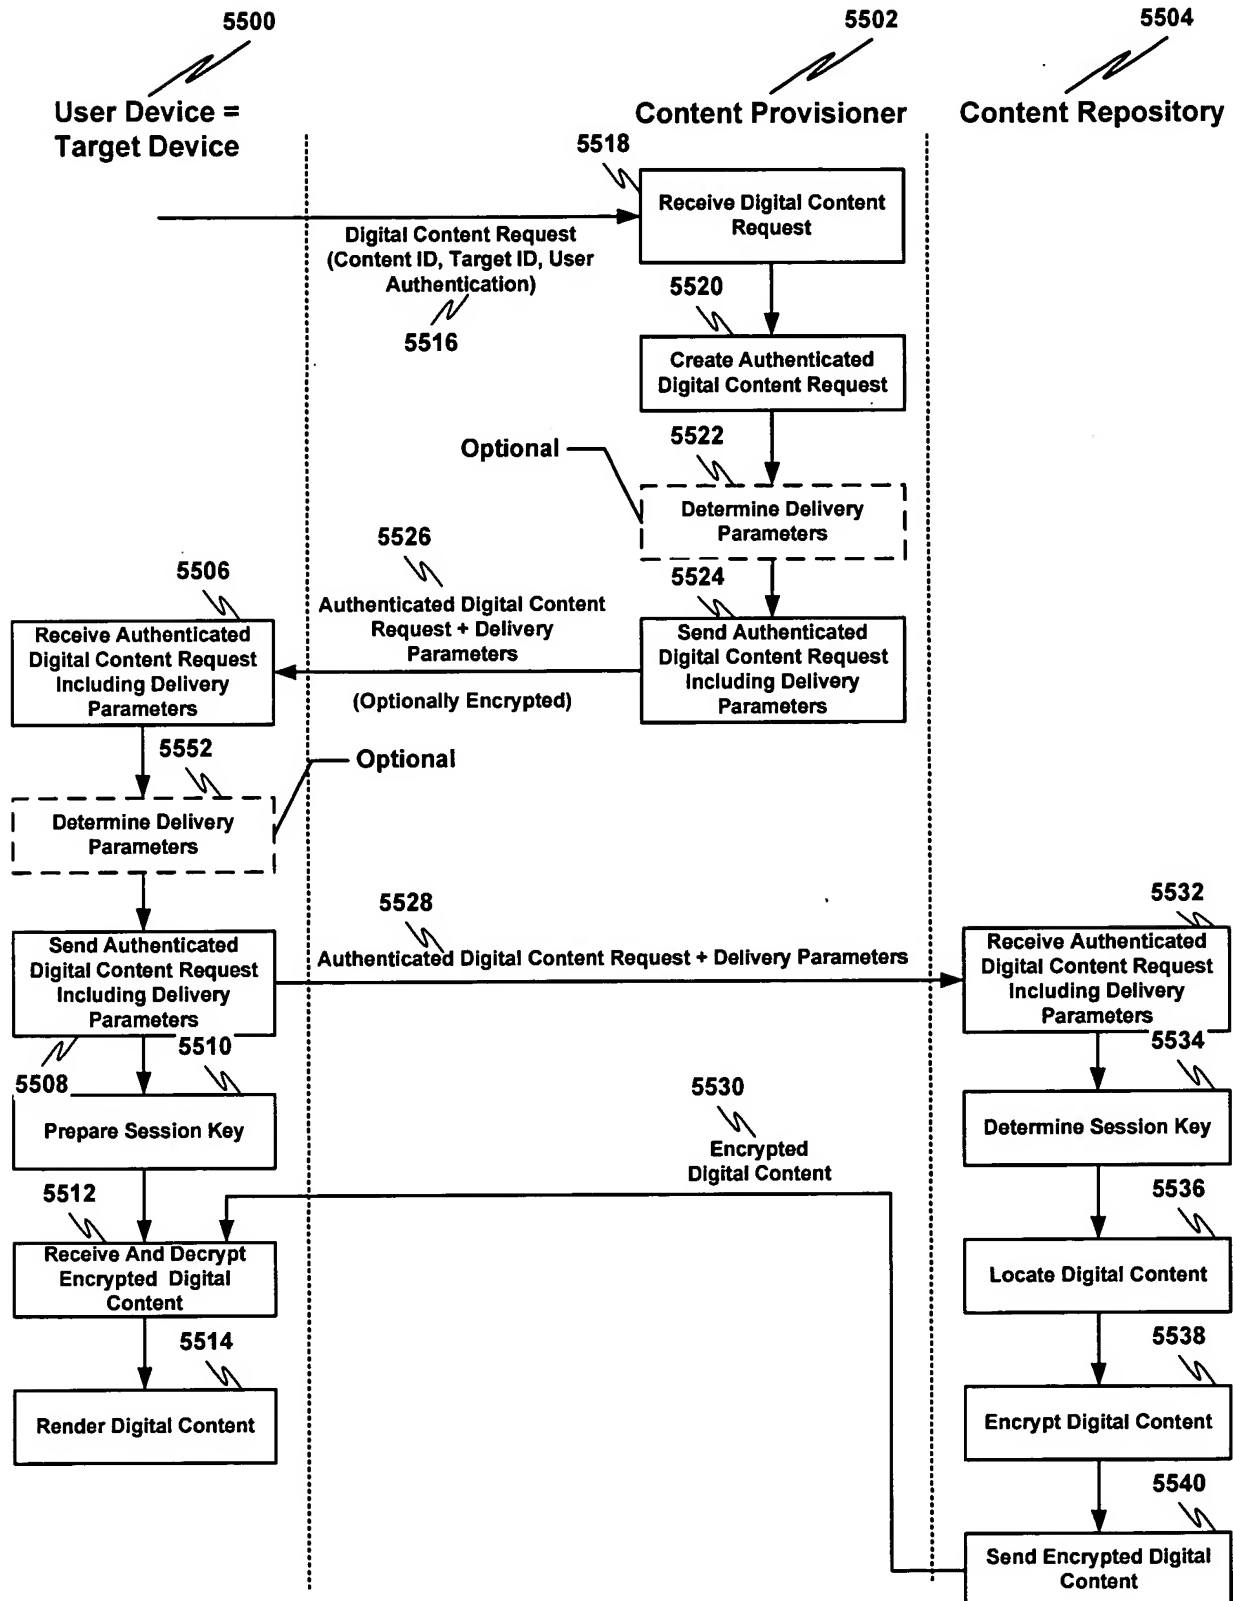 5500
5502
5504
User Device =
Target Device
Content Provisioner
Content Repository
5518
Receive Digital Content
Request
Digital Content Request
(Content ID, Target ID, User
Authentication)
5516
5520
Create Authenticated
Digital Content Request
Optional
5522
Determine Delivery
Parameters
5526
5524
Authenticated Digital Content
Request + Delivery
Parameters
(Optionally Encrypted)
Send Authenticated
Digital Content Request
Including Delivery
Parameters
5506
Receive Authenticated
Digital Content Request
Including Delivery
Parameters
5552
Optional
Determine Delivery
Parameters
5528
Authenticated Digital Content Request + Delivery Parameters
5532
Send Authenticated
Digital Content Request
Including Delivery
Parameters
Receive Authenticated
Digital Content Request
Including Delivery
Parameters
5508
5510
Prepare Session Key
5534
Determine Session Key
5530
Encrypted
Digital Content
5512
Receive And Decrypt
Encrypted Digital
Content
5536
Locate Digital Content
5514
Render Digital Content
5538
Encrypt Digital Content
5540
Send Encrypted Digital
Content